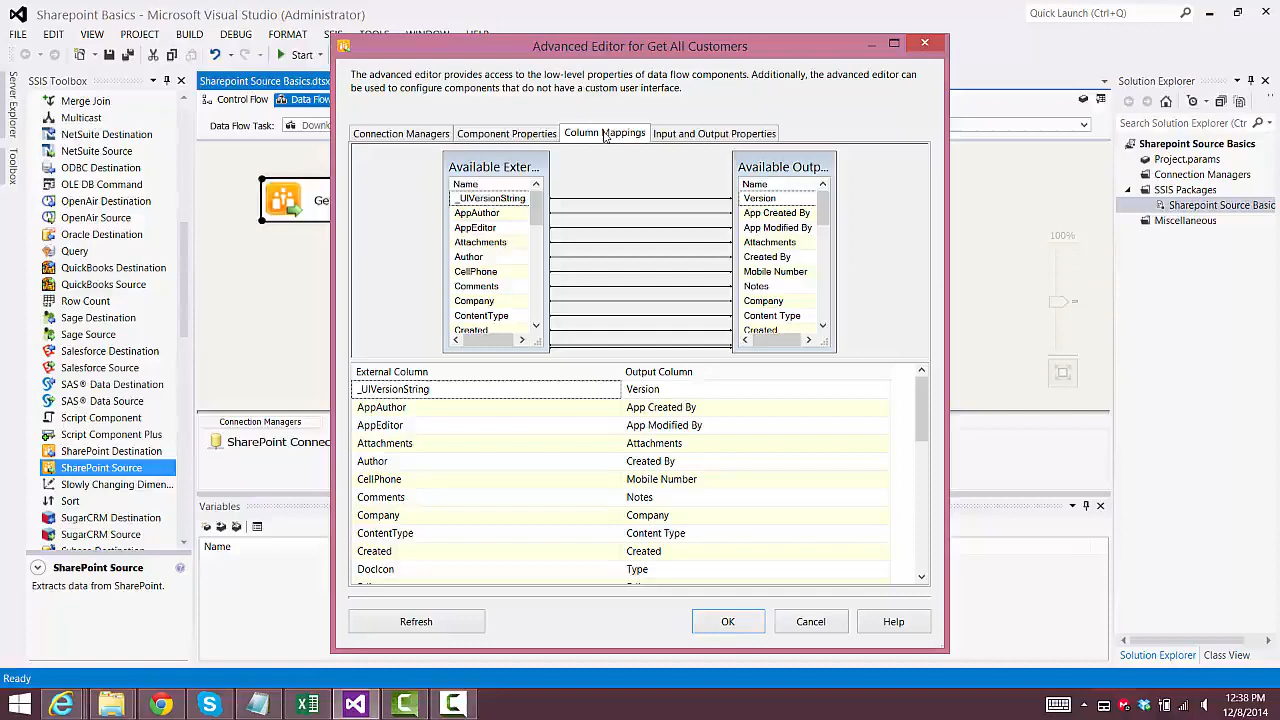 Sharepoint Basics - Microsoft Visual Studio (Administrator)
Quick Launch (Ctrl+Q)
FILE EDIT VIEW PROJECT BUILD DEBUG FORMAT
Start
Advanced Editor for Get All Customers
The advanced editor provides access to the low-level properties of data flow components. Additionally, the advanced editor can
be used to configure components that do not have a custom user interface.
Connection Managers Component Properties Column Mappings Input and Output Properties
Server Explorer
Toolbox
SSIS Toolbox
Merge Join
Multicast
NetSuite Destination
NetSuite Source
ODBC Destination
OLE DB Command
OpenAir Destination
OpenAir Source
Oracle Destination
Query
QuickBooks Destination
QuickBooks Source
Row Count
Sage Destination
Sage Source
Salesforce Destination
Salesforce Source
SAS® Data Destination
SAS® Data Source
Script Component
Script Component Plus
SharePoint Destination
SharePoint Source
Slowly Changing Dimen...
Sort
SugarCRM Destination
SugarCRM Source
SharePoint Source
Extracts data from SharePoint.
Sharepoint Source Basics.dtsx
Control Flow
Data Flow
Data Flow Task:
Connection Managers
SharePoint Connec
Variables
Name
Available Exter...
Name
_UIVersionString
AppAuthor
AppEditor
Attachments
Author
CellPhone
Comments
Company
ContentType
Created
Available Outp...
Name
Version
App Created By
App Modified By
Attachments
Created By
Mobile Number
Notes
Company
Content Type
Created
External Column Output Column
_UIVersionString Version
AppAuthor App Created By
AppEditor App Modified By
Attachments Attachments
Author Created By
CellPhone Mobile Number
Comments Notes
Company Company
ContentType Content Type
Created Created
DocIcon Type
Refresh OK Cancel Help
100%
Solution Explorer
Search Solution Explorer (Ctrl+;)
Sharepoint Source Basics
Project.params
Connection Managers
SSIS Packages
Sharepoint Source Basic
Miscellaneous
Solution Explorer Class View
Ready
12:38 PM
12/8/2014